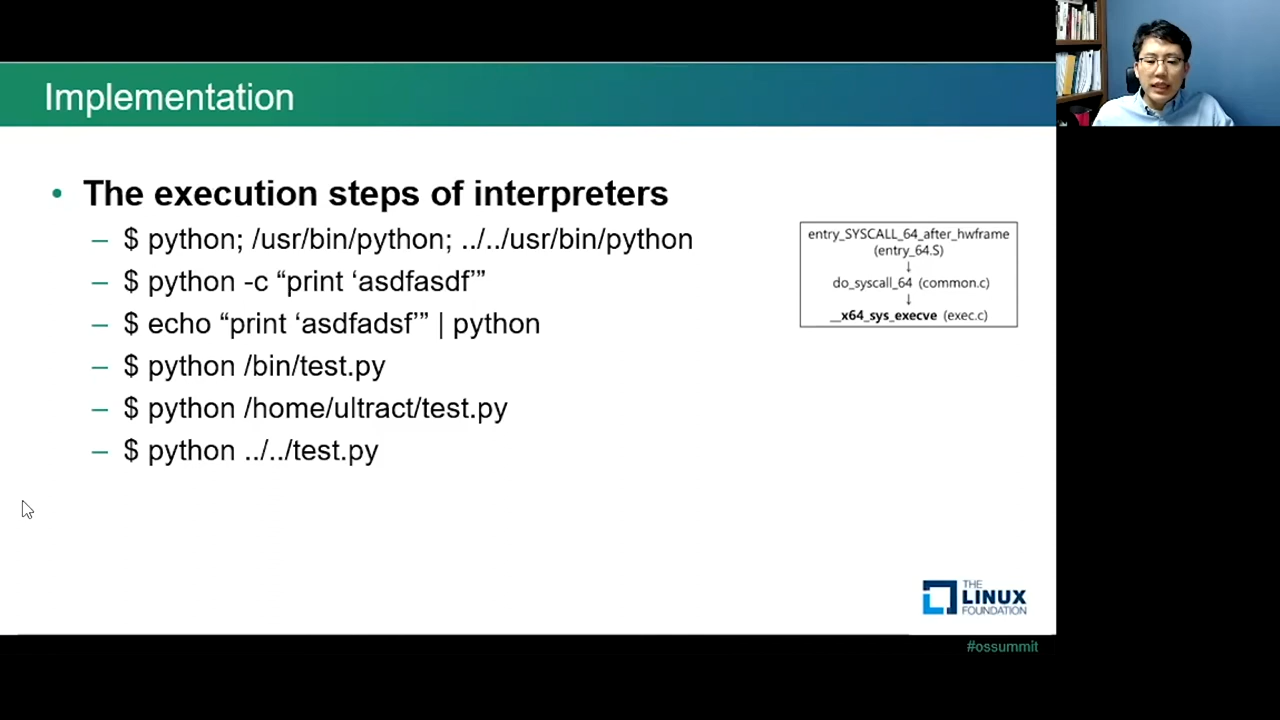 Implementation
• The execution steps of interpreters
– $ python; /usr/bin/python; ../../usr/bin/python
– $ python -c “print ‘asdfasdf’”
– $ echo “print ‘asdfadsf’” | python
– $ python /bin/test.py
– $ python /home/ultract/test.py
– $ python ../../test.py
entry_SYSCALL_64_after_hwframe
(entry_64.S)
↓
do_syscall_64 (common.c)
↓
__x64_sys_execve (exec.c)
THE
LINUX
FOUNDATION
#ossummit